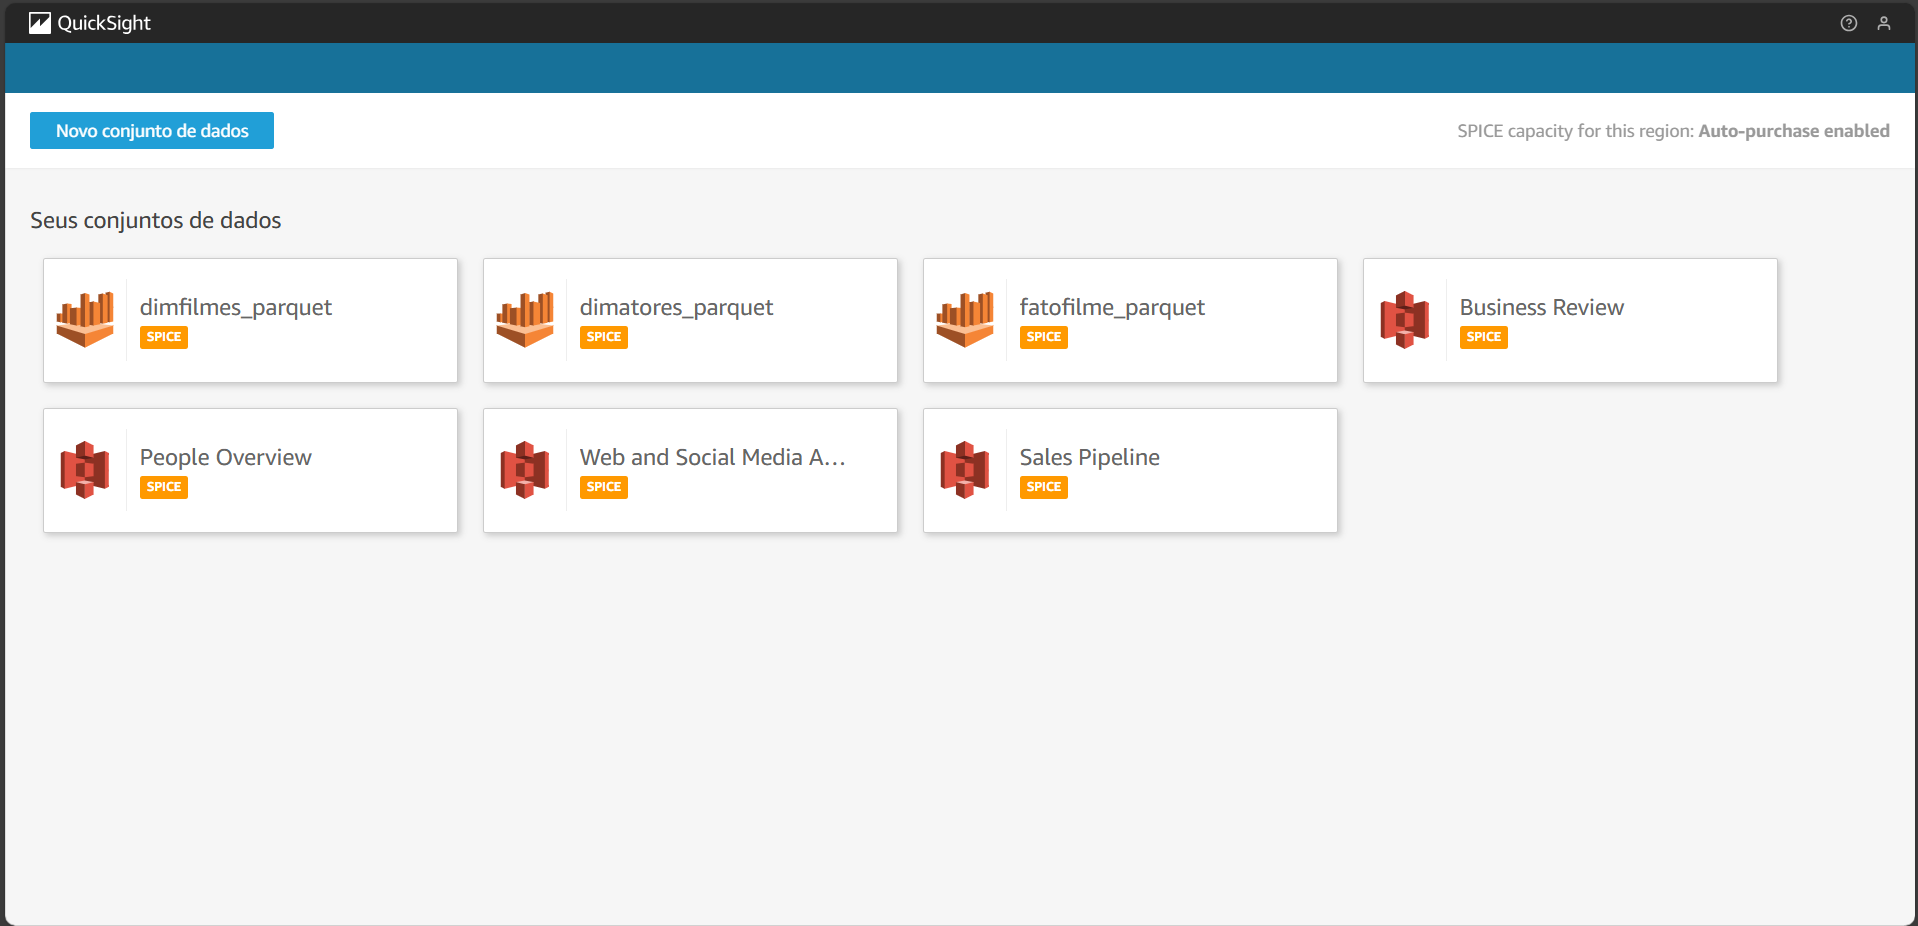 QuickSight
Novo conjunto de dados
SPICE capacity for this region: Auto-purchase enabled
Seus conjuntos de dados
dimfilmes_parquet
SPICE
dimatores_parquet
SPICE
fatofilme_parquet
SPICE
Business Review
SPICE
People Overview
SPICE
Web and Social Media A...
SPICE
Sales Pipeline
SPICE